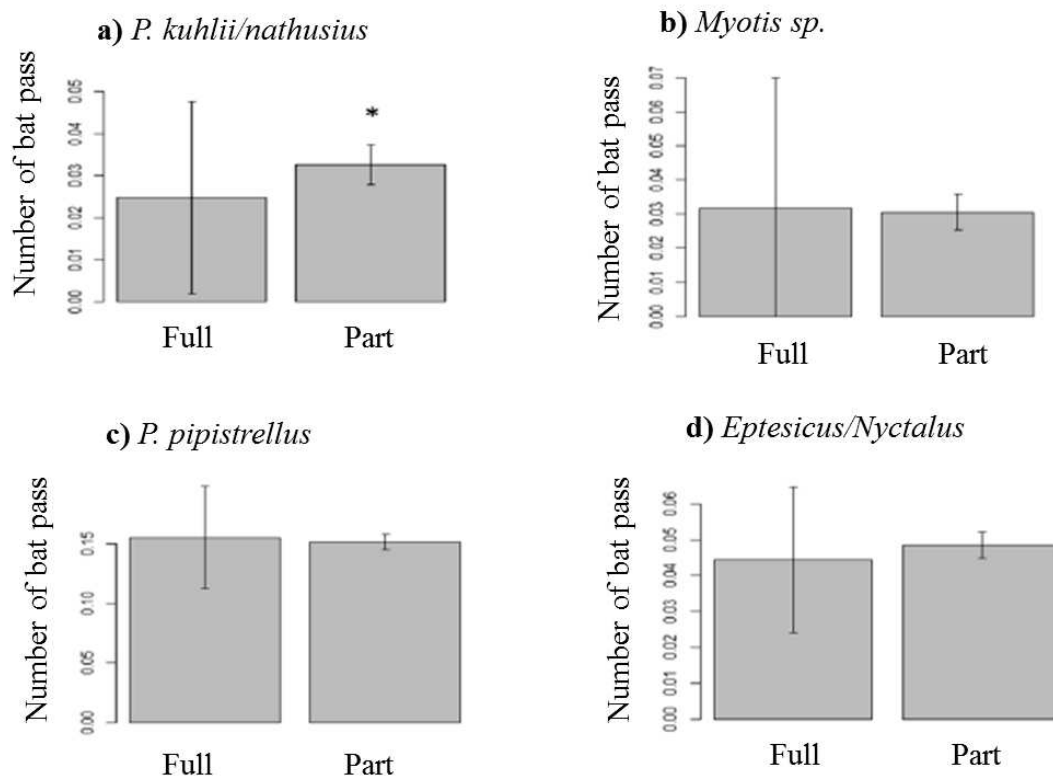 a) P. kuhlii/nathusius
Number of bat pass
0.00 0.01 0.02 0.03 0.04 0.05
*
Full Part
b) Myotis sp.
Number of bat pass
0.00 0.01 0.02 0.03 0.04 0.05 0.06 0.07
Full Part
c) P. pipistrellus
Number of bat pass
0.00 0.05 0.10 0.15
Full Part
d) Eptesicus/Nyctalus
Number of bat pass
0.00 0.01 0.02 0.03 0.04 0.05 0.06
Full Part